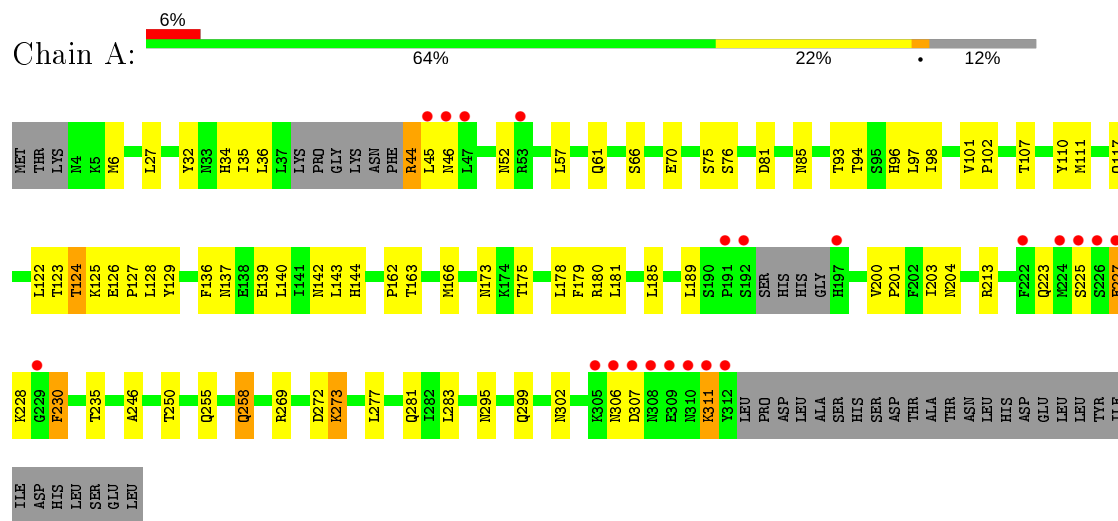 6%
Chain A:
64% 22% • 12%
MET THR LYS N4 K5 M6 L27 Y32 N33 H34 I35 L36 L37 LYS PRO GLY LYS ASN PHE R44 L45 N46 L47 N52 R53 L57 Q61 S66 E70 S75 S76 D81 N85 T93 T94 S95 H96 L97 I98 V101 P102 T107 Y110 M111 Q117
L122 T123 T124 K125 E126 P127 L128 Y129 F136 N137 E138 E139 L140 I141 N142 L143 H144 P162 T163 M166 N173 K174 T175 L178 F179 R180 L181 L185 L189 S190 P191 S192 SER HIS HIS GLY H197 V200 P201 F202 I203 N204 R213 F222 Q223 M224 S225 S226
K228 G229 F230 T235 A246 T250 Q255 Q258 R269 D272 K273 L277 Q281 I282 L283 N295 Q299 N302 K305 N306 D307 N308 E309 N310 K311 Y312 LEU PRO ASP LEU ALA SER HIS SER ASP THR ALA THR ASN LEU HIS ASP GLU LEU LEU TYR ILE
ILE ASP HIS LEU SER GLU LEU